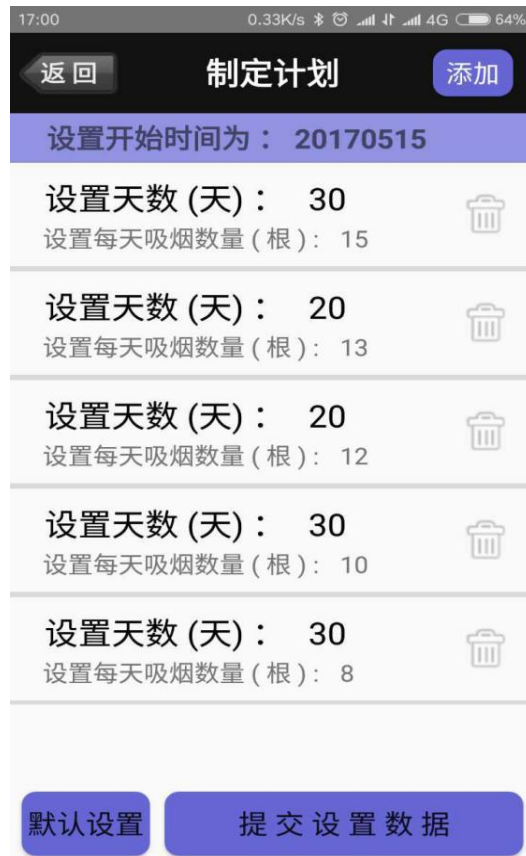 17:00 0.33K/s 4G 64%
返回 制定计划 添加
设置开始时间为： 20170515
设置天数 (天)： 30
设置每天吸烟数量 ( 根 )： 15
设置天数 (天)： 20
设置每天吸烟数量 ( 根 )： 13
设置天数 (天)： 20
设置每天吸烟数量 ( 根 )： 12
设置天数 (天)： 30
设置每天吸烟数量 ( 根 )： 10
设置天数 (天)： 30
设置每天吸烟数量 ( 根 )： 8
默认设置 提 交 设 置 数 据